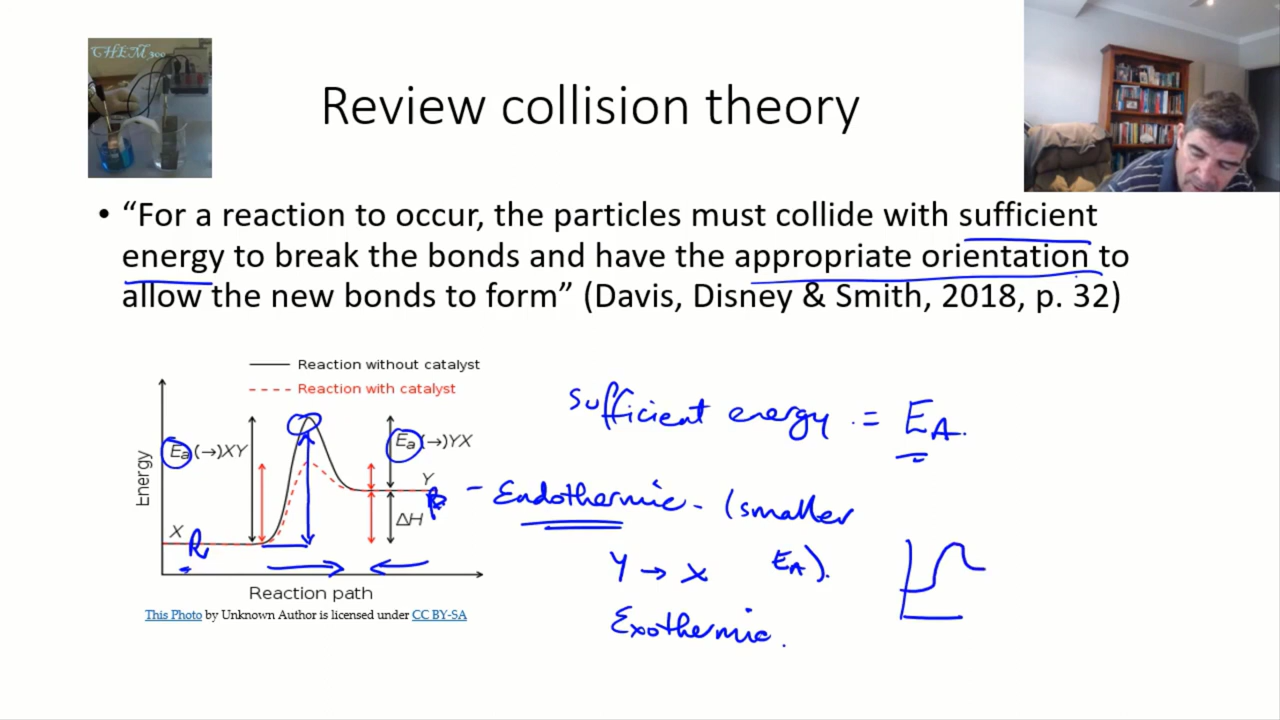 CHEM300
Review collision theory
• “For a reaction to occur, the particles must collide with sufficient
energy to break the bonds and have the appropriate orientation to
allow the new bonds to form” (Davis, Disney & Smith, 2018, p. 32)
Reaction without catalyst
Reaction with catalyst
Energy
Ea(→)XY
Ea(→)YX
X
R
Y
ΔH
Reaction path
This Photo by Unknown Author is licensed under CC BY-SA
Sufficient energy = EA.
- Endothermic - (smaller
EA).
Y → X
Exothermic.